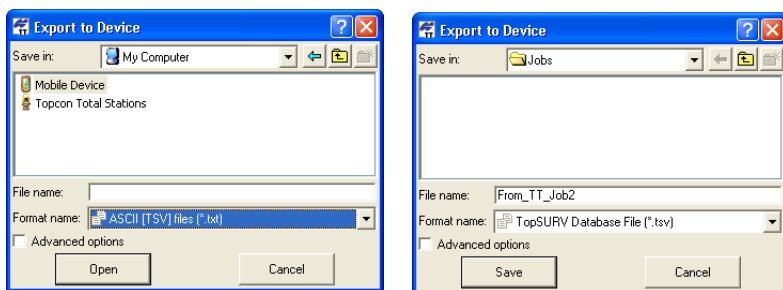 Export to Device
Save in: My Computer
Mobile Device
Topcon Total Stations
File name:
Format name: ASCII [TSV] files (*.txt)
Advanced options
Open Cancel
Export to Device
Save in: Jobs
File name: From_TT_Job2
Format name: TopSURV Database File (*.tsv)
Advanced options
Save Cancel